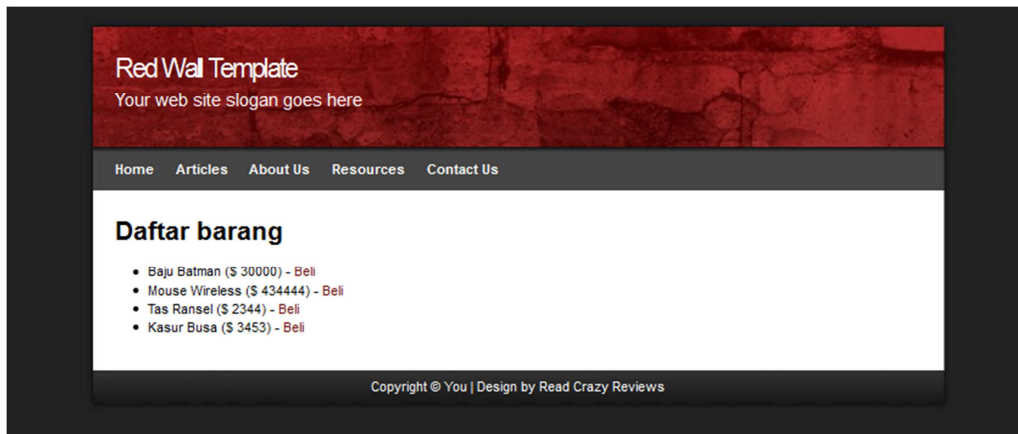 Red Wall Template
Your web site slogan goes here
Home Articles About Us Resources Contact Us
Daftar barang
• Baju Batman ($ 30000) - Beli
• Mouse Wireless ($ 434444) - Beli
• Tas Ransel ($ 2344) - Beli
• Kasur Busa ($ 3453) - Beli
Copyright © You | Design by Read Crazy Reviews